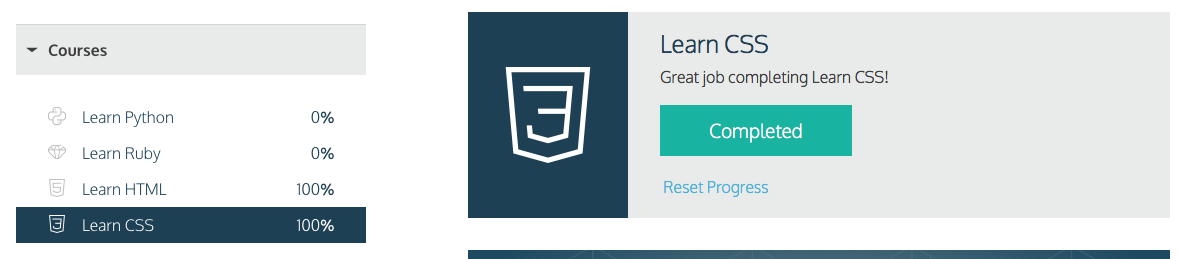 Courses
Learn Python 0%
Learn Ruby 0%
Learn HTML 100%
Learn CSS 100%
Learn CSS
Great job completing Learn CSS!
Completed
Reset Progress